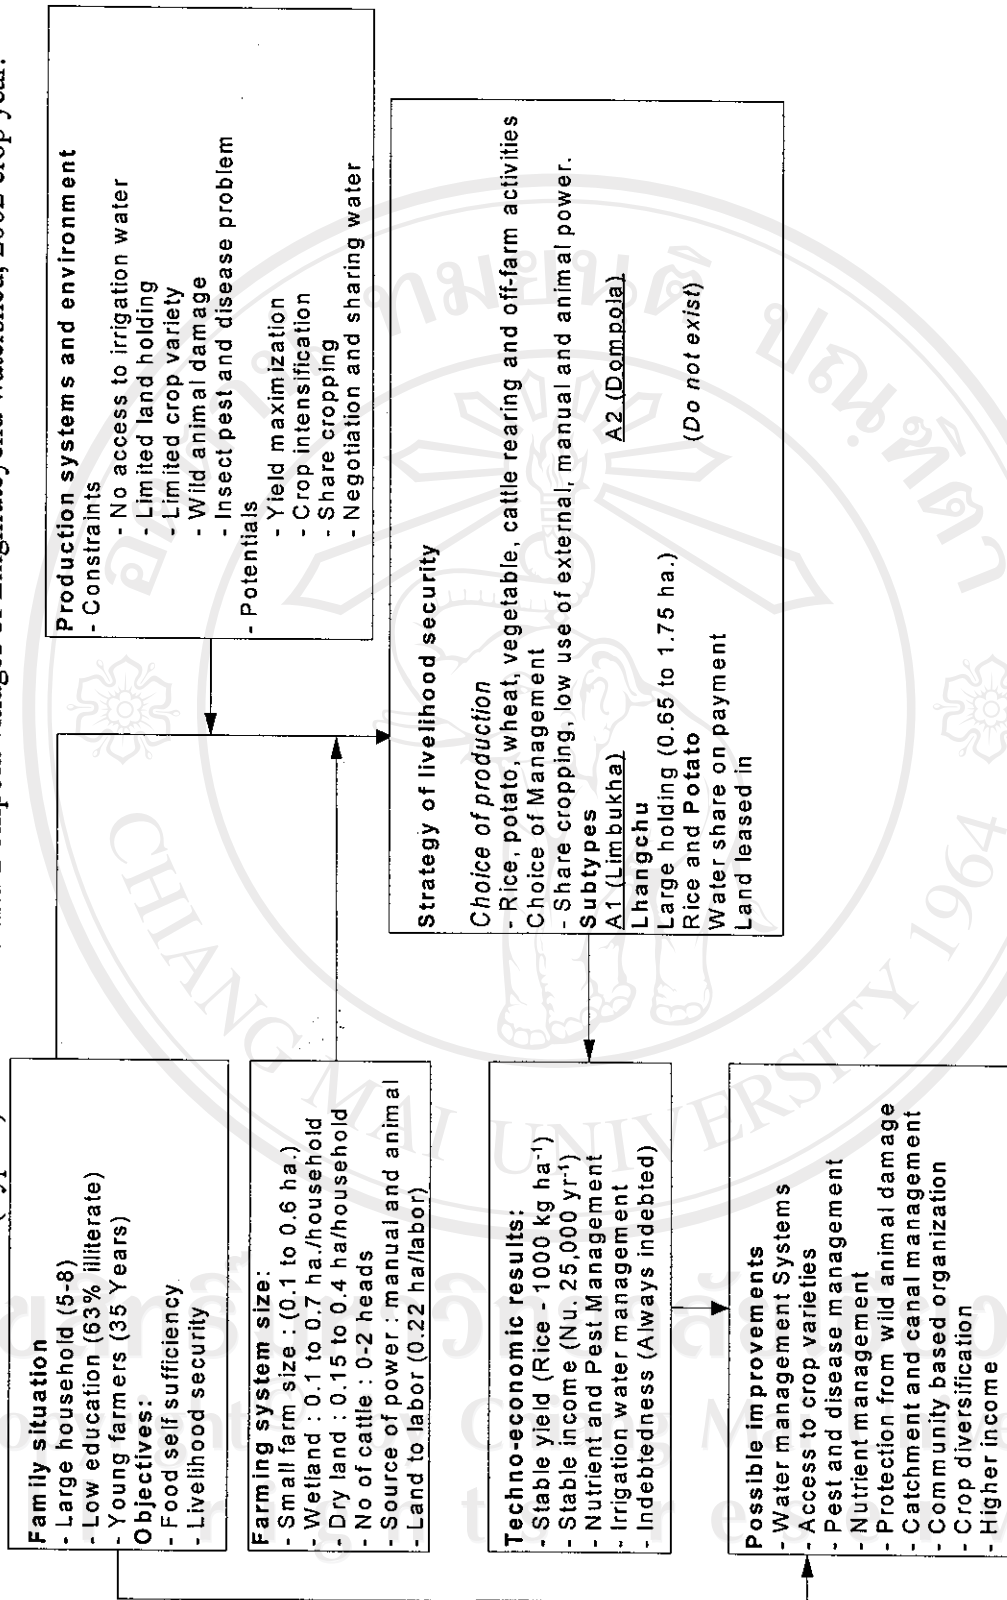 Family situation
- Large household (5-8)
- Low education (63% illiterate)
- Young farmers (35 Years)
Objectives:
- Food self sufficiency
- Livelihood security
Production systems and environment
- Constraints
- No access to irrigation water
- Limited land holding
- Limited crop variety
- Wild animal damage
- Insect pest and disease problem
- Potentials
- Yield maximization
- Crop intensification
- Share cropping
- Negotiation and sharing water
Farming system size:
- Small farm size : (0.1 to 0.6 ha.)
- Wetland : 0.1 to 0.7 ha./household
- Dry land : 0.15 to 0.4 ha/household
- No of cattle : 0-2 heads
- Source of power : manual and animal
- Land to labor (0.22 ha/labor)
Strategy of livelihood security
Choice of production
- Rice, potato, wheat, vegetable, cattle rearing and off-farm activities
Choice of Management
- Share cropping, low use of external, manual and animal power.
Subtypes
A1 (Limbukha) A2 (Dompola)
Lhangchu
Large holding (0.65 to 1.75 ha.) (Do not exist)
Rice and Potato
Water share on payment
Land leased in
Techno-economic results:
- Stable yield (Rice - 1000 kg ha⁻¹)
- Stable income (Nu. 25,000 yr⁻¹)
- Nutrient and Pest Management
- Irrigation water management
- Indebtedness (Always indebted)
Possible improvements
- Water management Systems
- Access to crop varieties
- Pest and disease management
- Nutrient management
- Protection from wild animal damage
- Catchment and canal management
- Community based organization
- Crop diversification
- Higher income
CHIANG MAI UNIVERSITY 1964